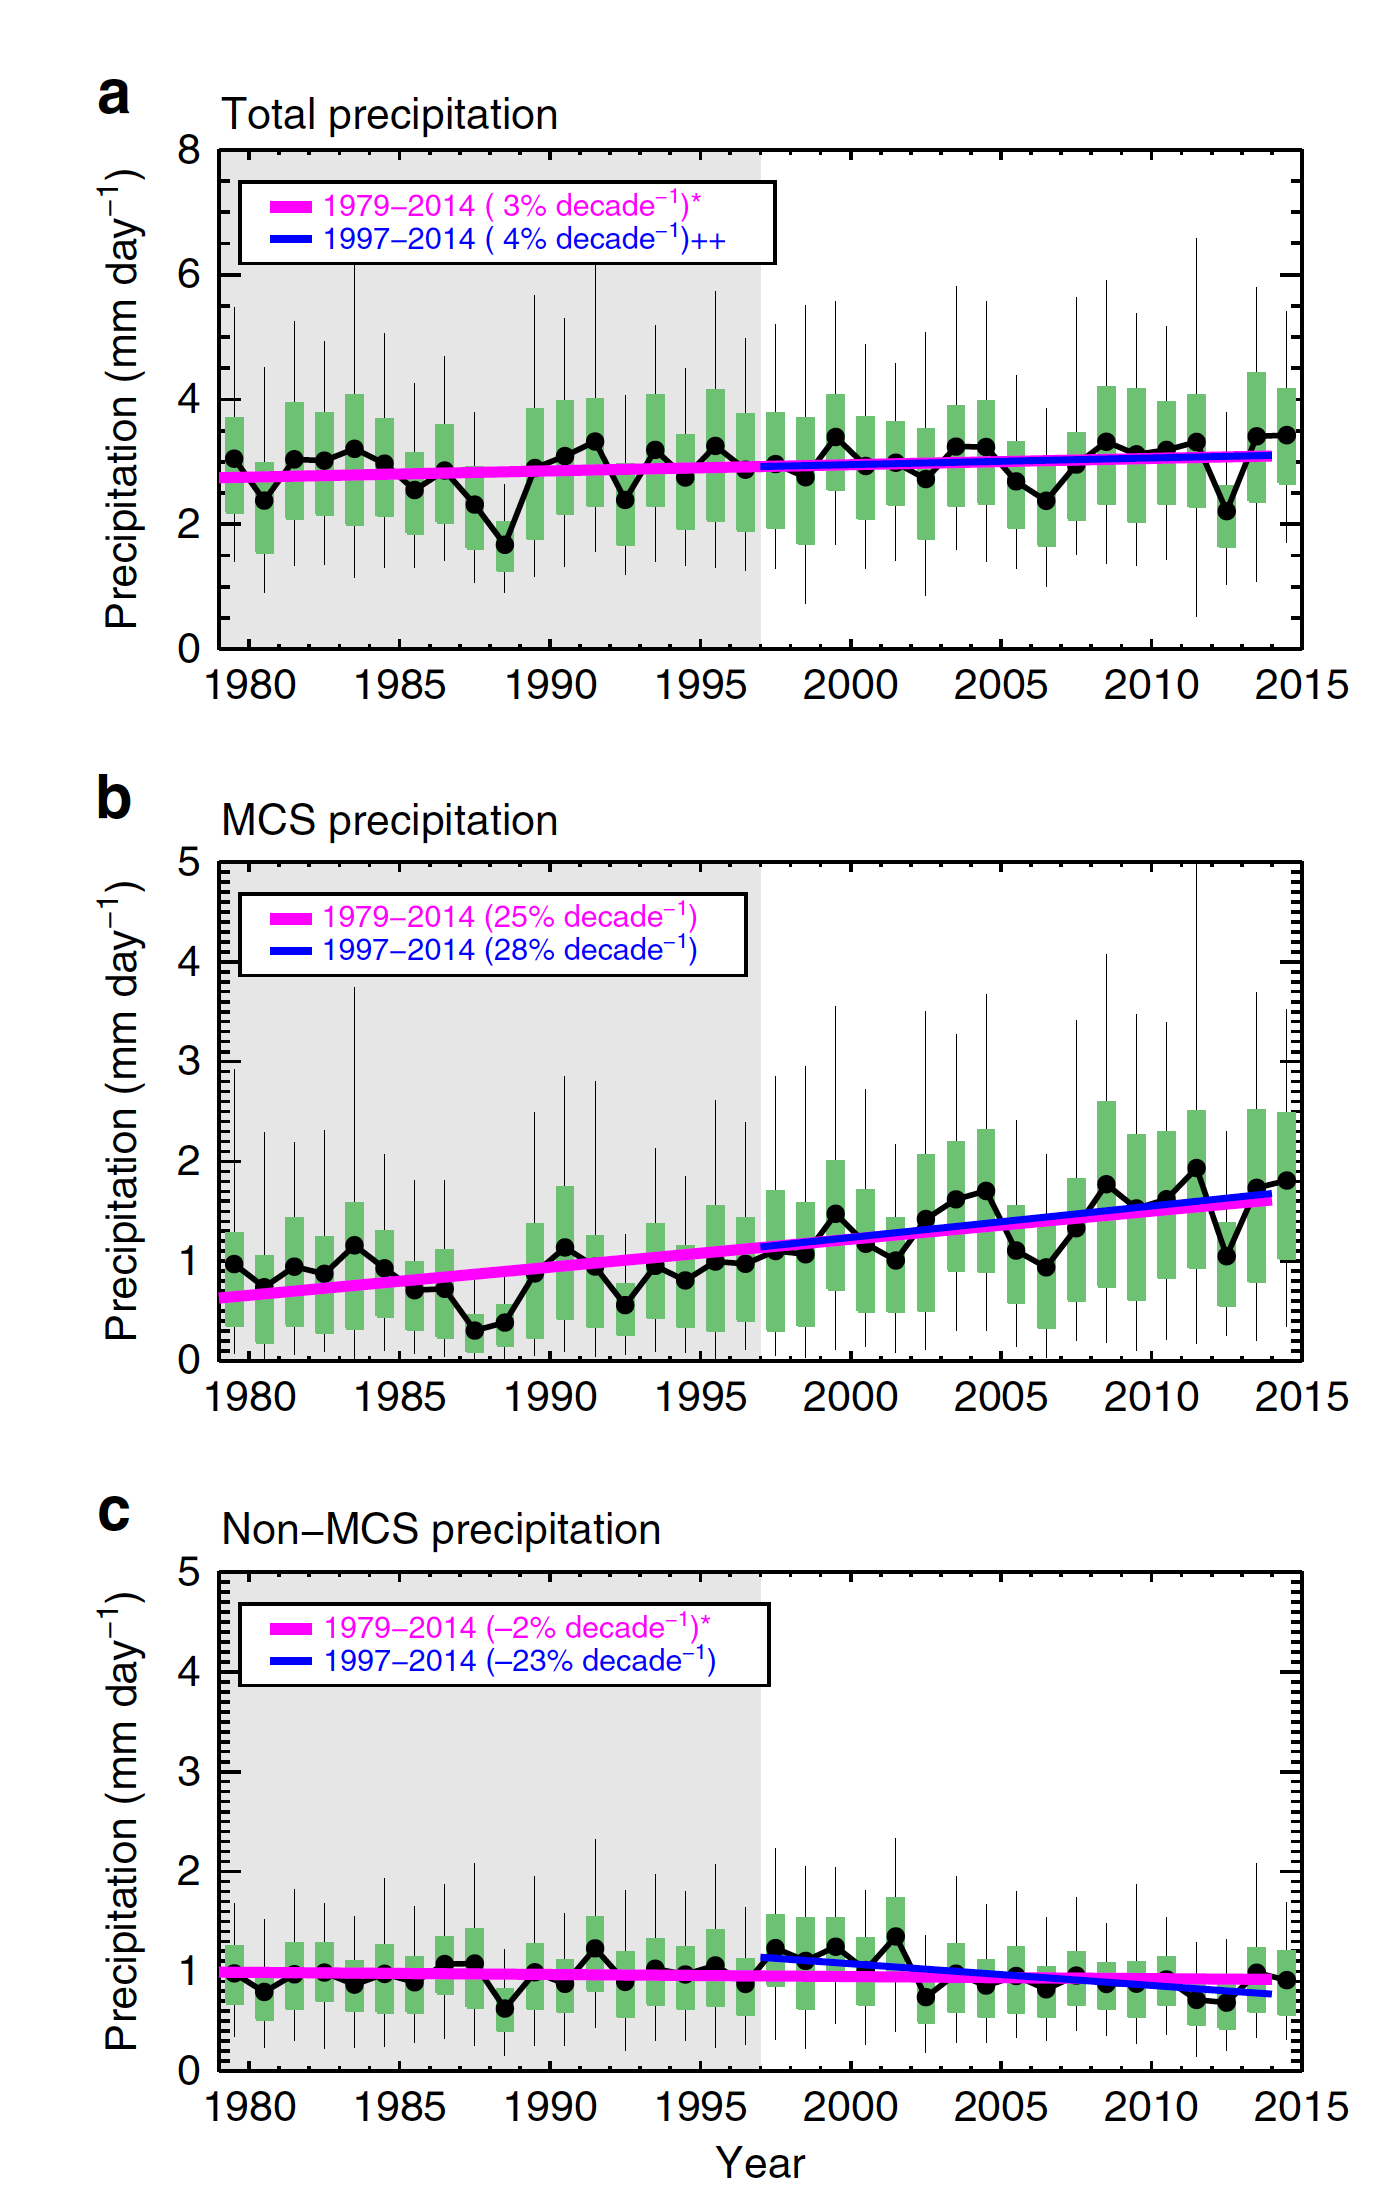 a
Total precipitation
Precipitation (mm day⁻¹)
8
6
4
2
0
1979–2014 ( 3% decade⁻¹)*
1997–2014 ( 4% decade⁻¹)++
1980 1985 1990 1995 2000 2005 2010 2015
b
MCS precipitation
Precipitation (mm day⁻¹)
5
4
3
2
1
0
1979–2014 (25% decade⁻¹)
1997–2014 (28% decade⁻¹)
1980 1985 1990 1995 2000 2005 2010 2015
c
Non–MCS precipitation
Precipitation (mm day⁻¹)
5
4
3
2
1
0
1979–2014 (–2% decade⁻¹)*
1997–2014 (–23% decade⁻¹)
1980 1985 1990 1995 2000 2005 2010 2015
Year